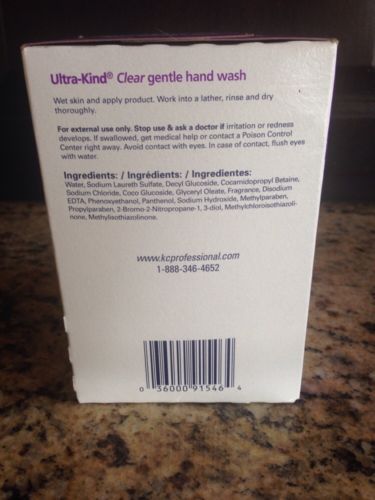 Ultra-Kind® Clear gentle hand wash
Wet skin and apply product. Work into a lather, rinse and dry
thoroughly.
For external use only. Stop use & ask a doctor if irritation or redness
develops. If swallowed, get medical help or contact a Poison Control
Center right away. Avoid contact with eyes. In case of contact, flush eyes
with water.
Ingredients: / Ingrédients: / Ingredientes:
Water, Sodium Laureth Sulfate, Decyl Glucoside, Cocamidopropyl Betaine,
Sodium Chloride, Coco Glucoside, Glyceryl Oleate, Fragrance, Disodium
EDTA, Phenoxyethanol, Panthenol, Sodium Hydroxide, Methylparaben,
Propylparaben, 2-Bromo-2-Nitropropane-1, 3-diol, Methylchloroisothiazoli-
none, Methylisothiazolinone.
www.kcprofessional.com
1-888-346-4652
0 36000 91546 4